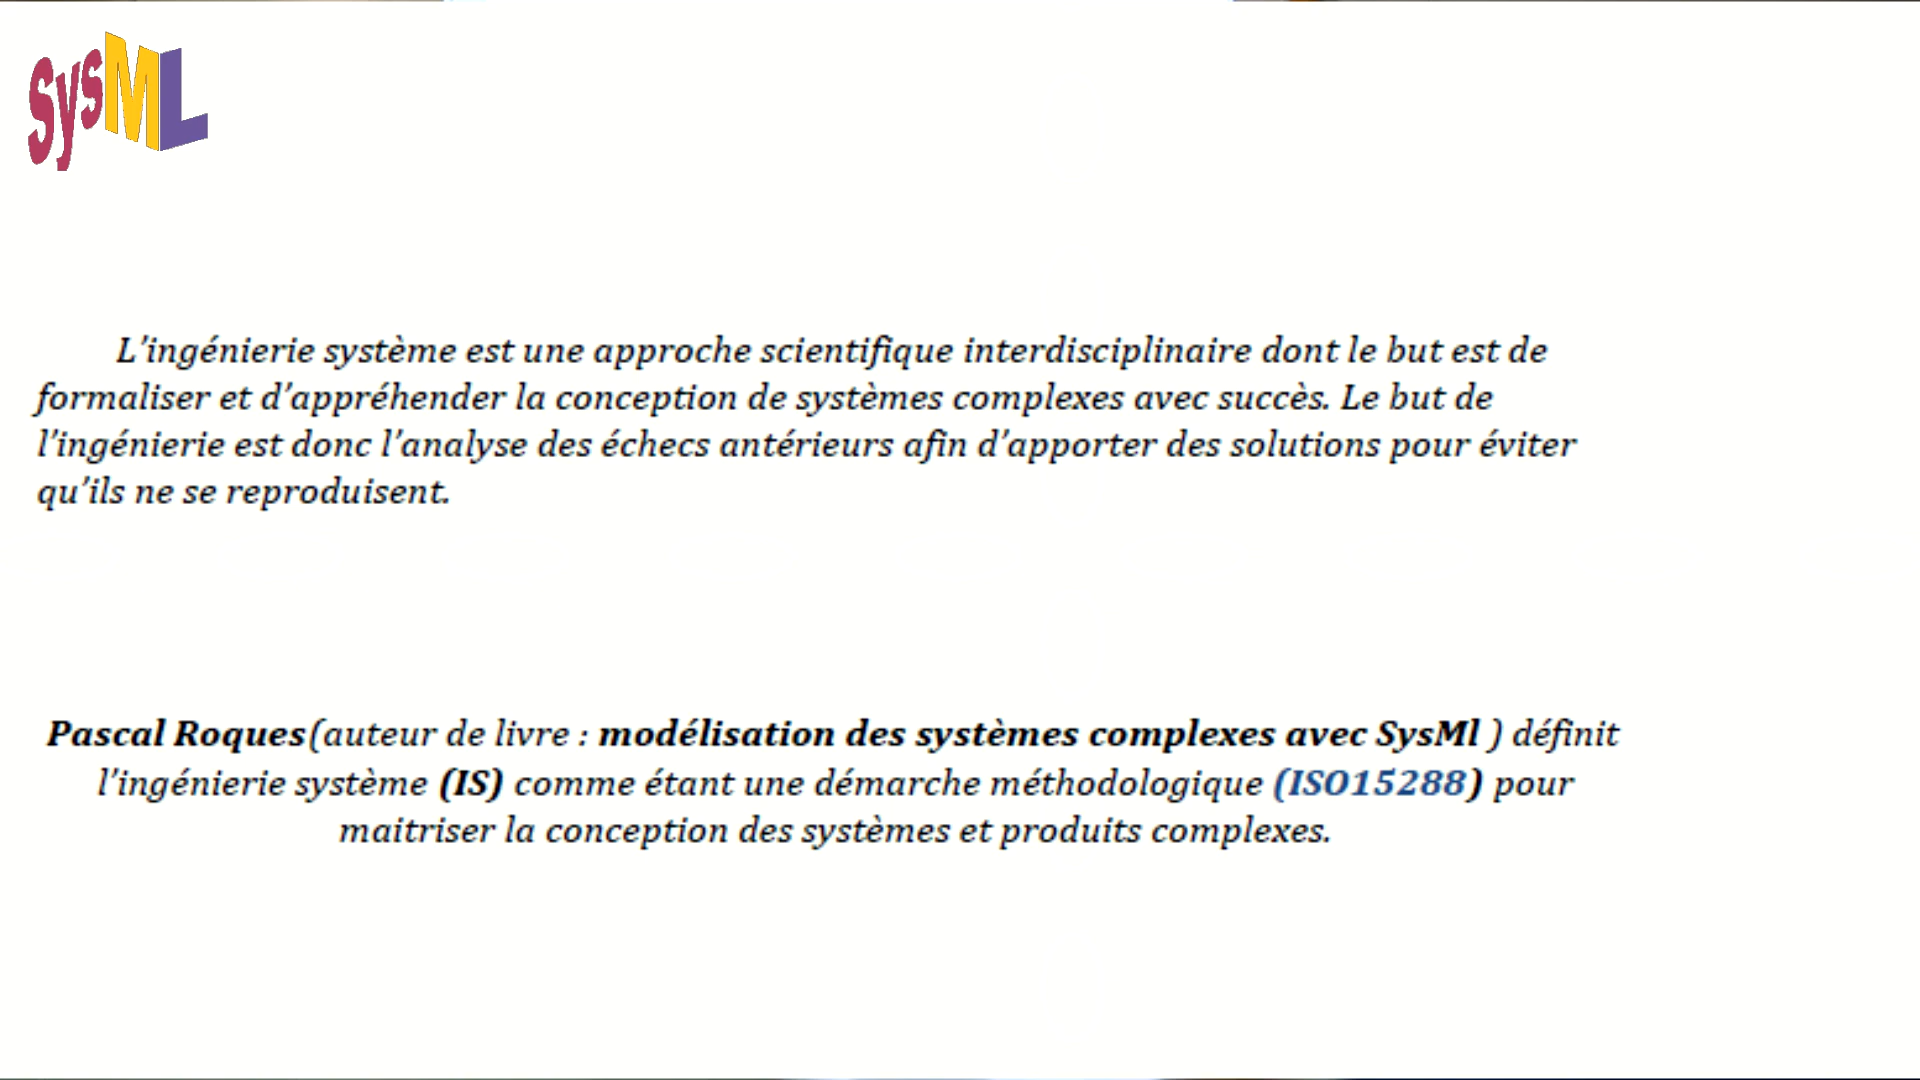 SysML
L'ingénierie système est une approche scientifique interdisciplinaire dont le but est de
formaliser et d'appréhender la conception de systèmes complexes avec succès. Le but de
l'ingénierie est donc l'analyse des échecs antérieurs afin d'apporter des solutions pour éviter
qu'ils ne se reproduisent.
Pascal Roques(auteur de livre : modélisation des systèmes complexes avec SysMl ) définit
l'ingénierie système (IS) comme étant une démarche méthodologique (ISO15288) pour
maitriser la conception des systèmes et produits complexes.